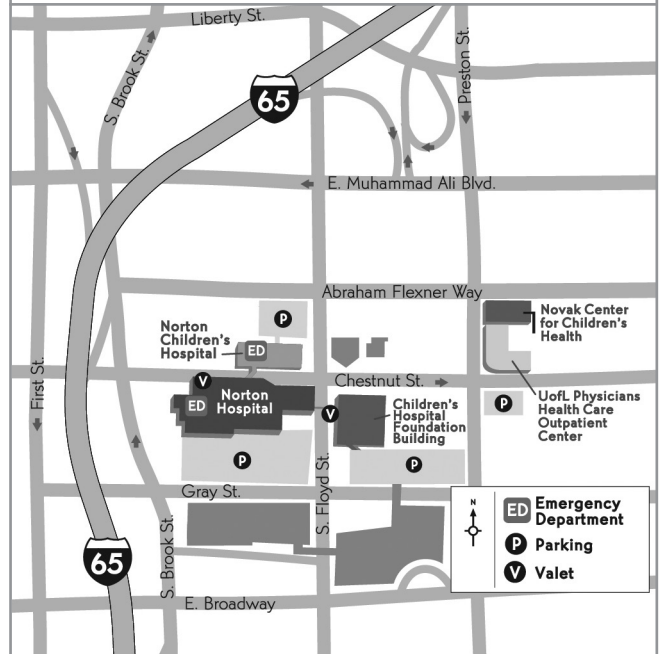 Liberty St.
S. Brook St.
65
Preston St.
E. Muhammad Ali Blvd.
Abraham Flexner Way
Norton
Children's
Hospital
P
ED
Novak Center
for Children's
Health
First St.
V
Chestnut St.
ED
Norton
Hospital
V
Children's
Hospital
Foundation
Building
P
UofL Physicians
Health Care
Outpatient
Center
P
P
Gray St.
S. Floyd St.
S. Brook St.
65
E. Broadway
N
ED
Emergency
Department
P
Parking
V
Valet